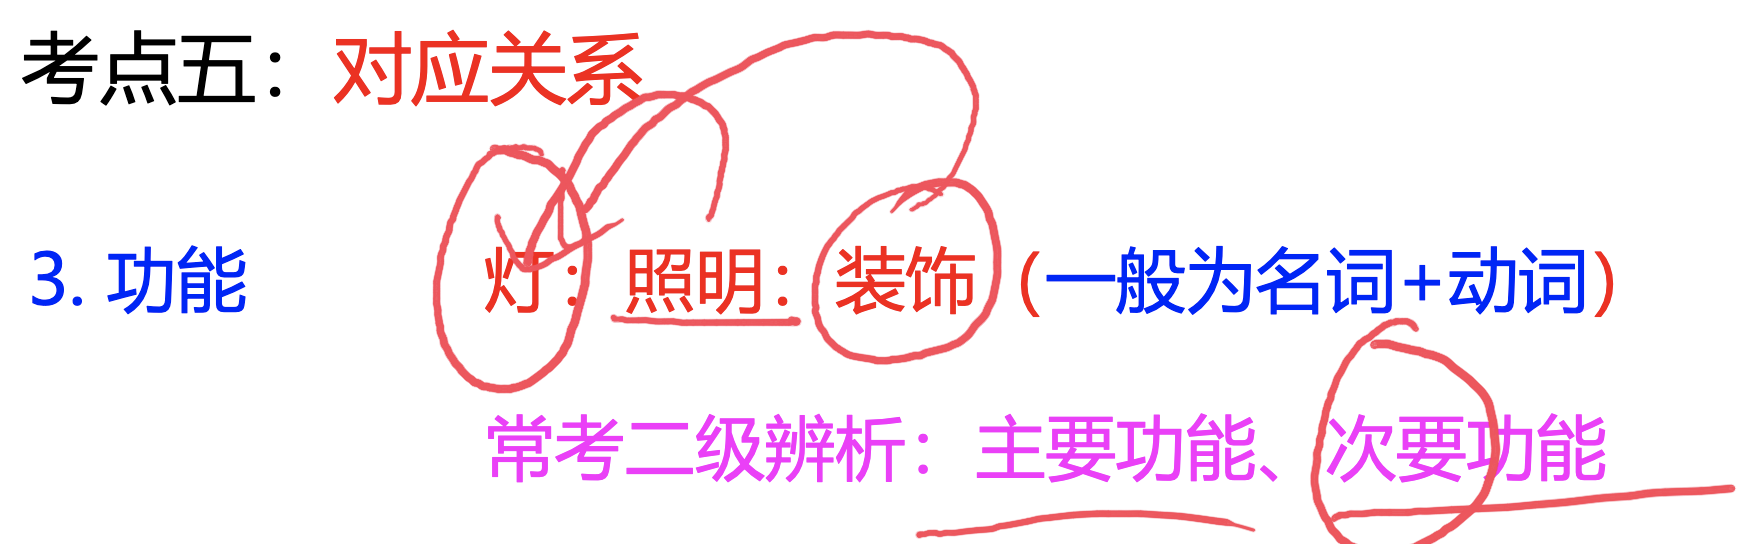 考点五：对应关系
3. 功能 灯：照明：装饰（一般为名词+动词）
常考二级辨析：主要功能、次要功能